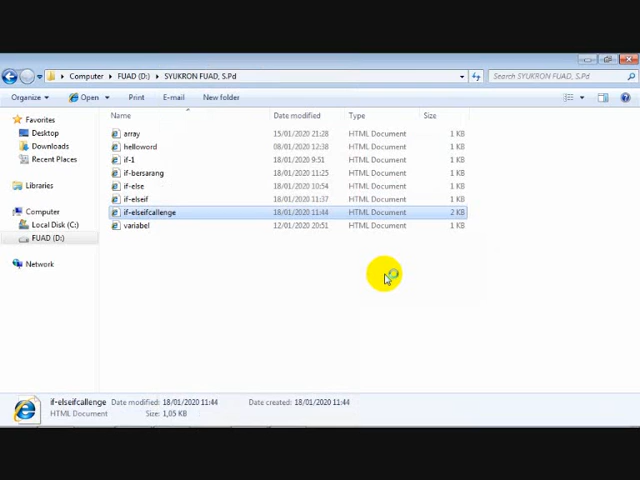 Computer ▸ FUAD (D:) ▸ SYUKRON FUAD, S.Pd
Search SYUKRON FUAD, S.Pd
Organize Open Print E-mail New folder
Name Date modified Type Size
Favorites
Desktop
Downloads
Recent Places
Libraries
Computer
Local Disk (C:)
FUAD (D:)
Network
array 15/01/2020 21:28 HTML Document 1 KB
helloword 08/01/2020 12:38 HTML Document 1 KB
if-1 18/01/2020 9:51 HTML Document 1 KB
if-bersarang 18/01/2020 11:25 HTML Document 1 KB
if-else 18/01/2020 10:54 HTML Document 1 KB
if-elseif 18/01/2020 11:37 HTML Document 1 KB
if-elseifcallenge 18/01/2020 11:44 HTML Document 2 KB
variabel 12/01/2020 20:51 HTML Document 1 KB
if-elseifcallenge Date modified: 18/01/2020 11:44 Date created: 18/01/2020 11:44
HTML Document Size: 1,05 KB